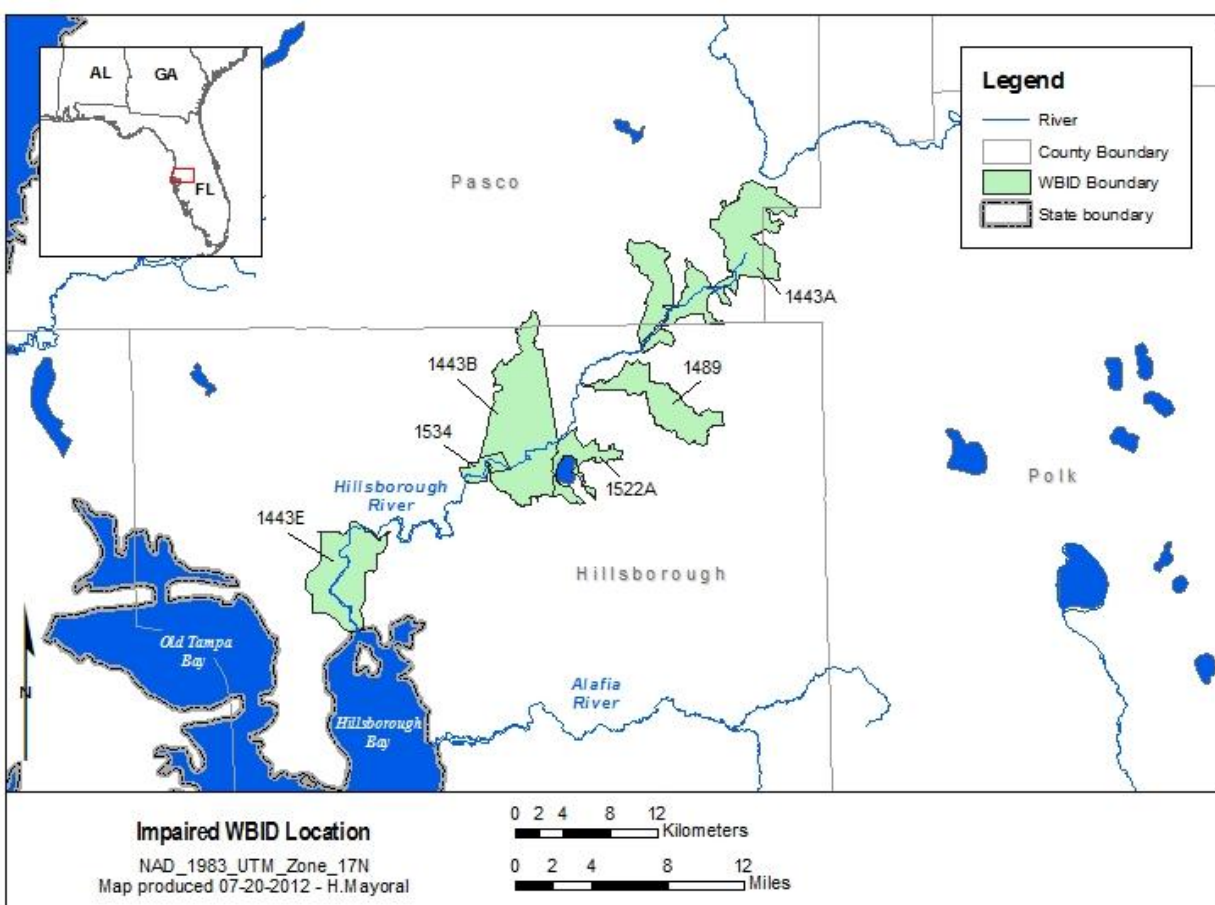 AL
GA
FL
Legend
River
County Boundary
WBID Boundary
State boundary
Pasco
1443A
1443B
1489
1534
1522A
Polk
Hillsborough
River
1443E
Hillsborough
Old Tampa
Bay
Alafia
River
N
Hillsborough
Bay
Impaired WBID Location
NAD_1983_UTM_Zone_17N
Map produced 07-20-2012 - H.Mayoral
0 2 4 8 12
Kilometers
0 2 4 8 12
Miles